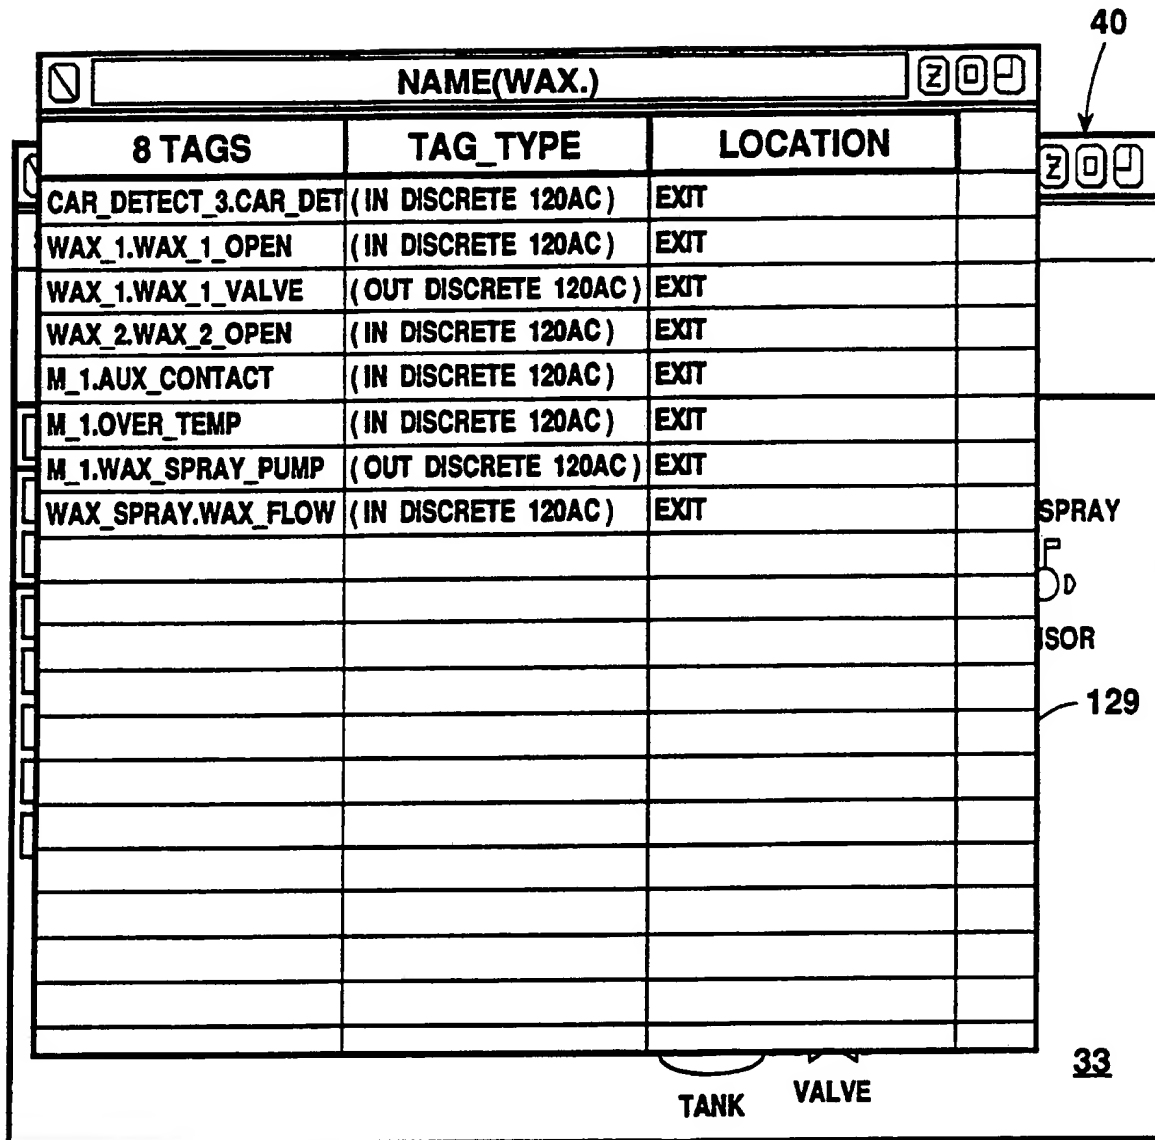 40
NAME(WAX.)
8 TAGS TAG_TYPE LOCATION
CAR_DETECT_3.CAR_DET (IN DISCRETE 120AC) EXIT
WAX_1.WAX_1_OPEN (IN DISCRETE 120AC) EXIT
WAX_1.WAX_1_VALVE (OUT DISCRETE 120AC) EXIT
WAX_2.WAX_2_OPEN (IN DISCRETE 120AC) EXIT
M_1.AUX_CONTACT (IN DISCRETE 120AC) EXIT
M_1.OVER_TEMP (IN DISCRETE 120AC) EXIT
M_1.WAX_SPRAY_PUMP (OUT DISCRETE 120AC) EXIT
WAX_SPRAY.WAX_FLOW (IN DISCRETE 120AC) EXIT
SPRAY
D
SOR
129
33
TANK VALVE